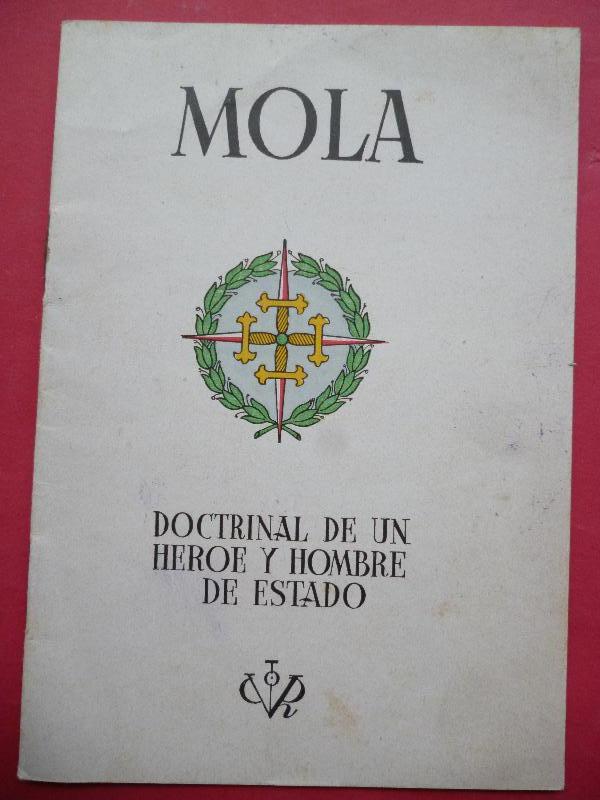 MOLA
DOCTRINAL DE UN
HEROE Y HOMBRE
DE ESTADO